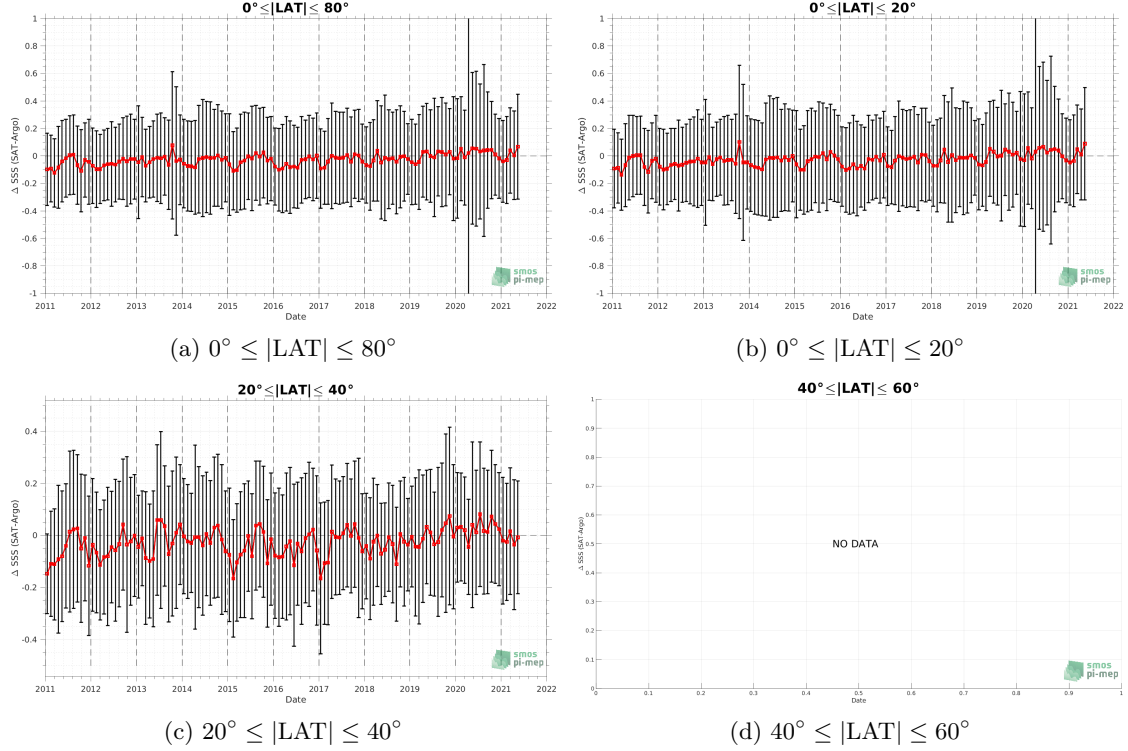 0°≤|LAT|≤ 80°
Δ SSS (SAT-Argo)
1
0.8
0.6
0.4
0.2
0
-0.2
-0.4
-0.6
-0.8
-1
smos
pi-mep
2011 2012 2013 2014 2015 2016 2017 2018 2019 2020 2021 2022
Date
(a) 0° ≤ |LAT| ≤ 80°
0°≤|LAT|≤ 20°
Δ SSS (SAT-Argo)
1
0.8
0.6
0.4
0.2
0
-0.2
-0.4
-0.6
-0.8
-1
smos
pi-mep
2011 2012 2013 2014 2015 2016 2017 2018 2019 2020 2021 2022
Date
(b) 0° ≤ |LAT| ≤ 20°
20°≤|LAT|≤ 40°
Δ SSS (SAT-Argo)
0.4
0.2
0
-0.2
-0.4
smos
pi-mep
2011 2012 2013 2014 2015 2016 2017 2018 2019 2020 2021 2022
Date
(c) 20° ≤ |LAT| ≤ 40°
40°≤|LAT|≤ 60°
Δ SSS (SAT-Argo)
1
0.9
0.8
0.7
0.6
0.5
0.4
0.3
0.2
0.1
0
NO DATA
smos
pi-mep
0 0.1 0.2 0.3 0.4 0.5 0.6 0.7 0.8 0.9 1
Date
(d) 40° ≤ |LAT| ≤ 60°